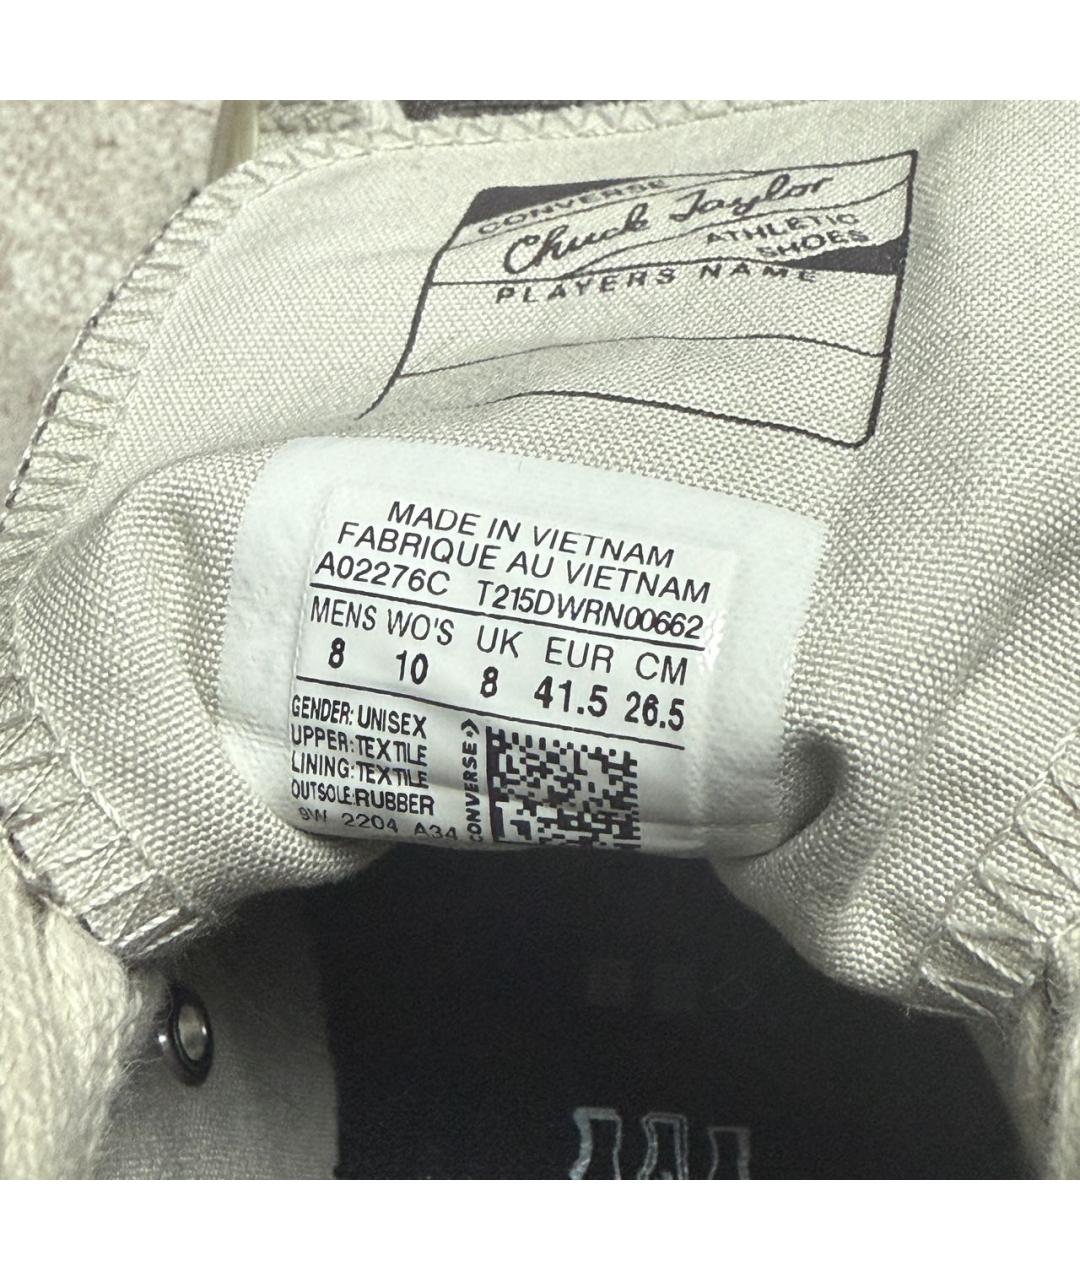 CONVERSE
Chuck Taylor
ATHLETIC
SHOES
PLAYERS NAME
MADE IN VIETNAM
FABRIQUE AU VIETNAM
A02276C T215DWRN00662
MENS WO'S UK EUR CM
8 10 8 41.5 26.5
GENDER: UNISEX
UPPER: TEXTILE
LINING: TEXTILE
OUTSOLE: RUBBER
9W 2204 A34
CONVERSE